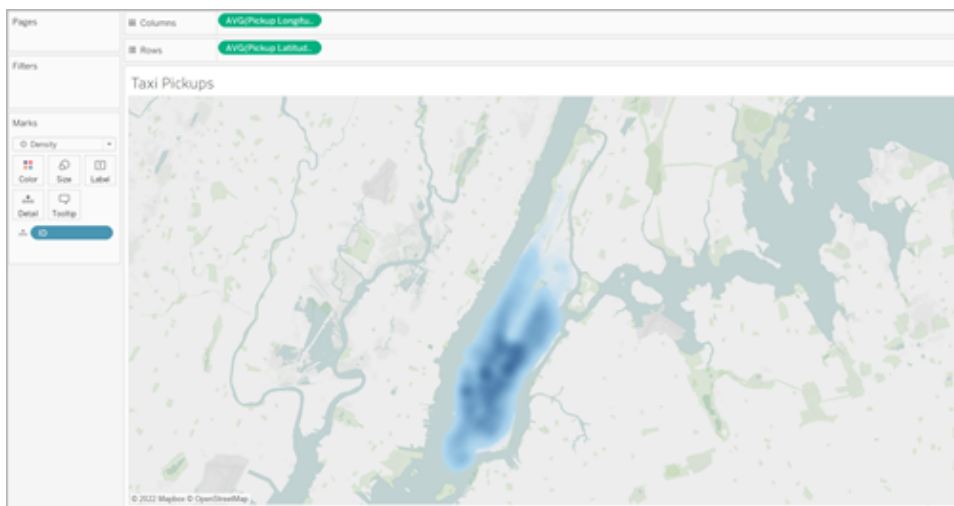 Pages
Columns
AVG(Pickup Longitu..
Rows
AVG(Pickup Latitud..
Filters
Taxi Pickups
Marks
Density
Color
Size
Label
Detail
Tooltip
ID
© 2022 Mapbox © OpenStreetMap